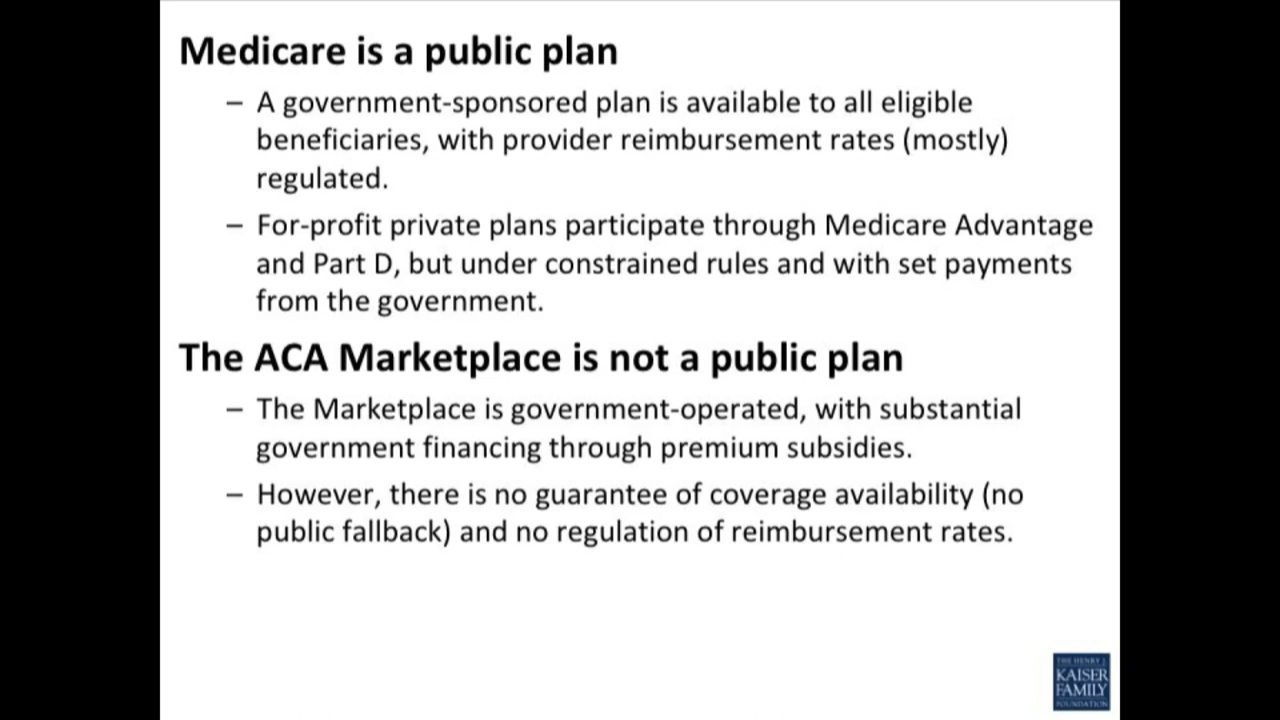 Medicare is a public plan
– A government-sponsored plan is available to all eligible
beneficiaries, with provider reimbursement rates (mostly)
regulated.
– For-profit private plans participate through Medicare Advantage
and Part D, but under constrained rules and with set payments
from the government.
The ACA Marketplace is not a public plan
– The Marketplace is government-operated, with substantial
government financing through premium subsidies.
– However, there is no guarantee of coverage availability (no
public fallback) and no regulation of reimbursement rates.
THE HENRY J.
KAISER
FAMILY
FOUNDATION